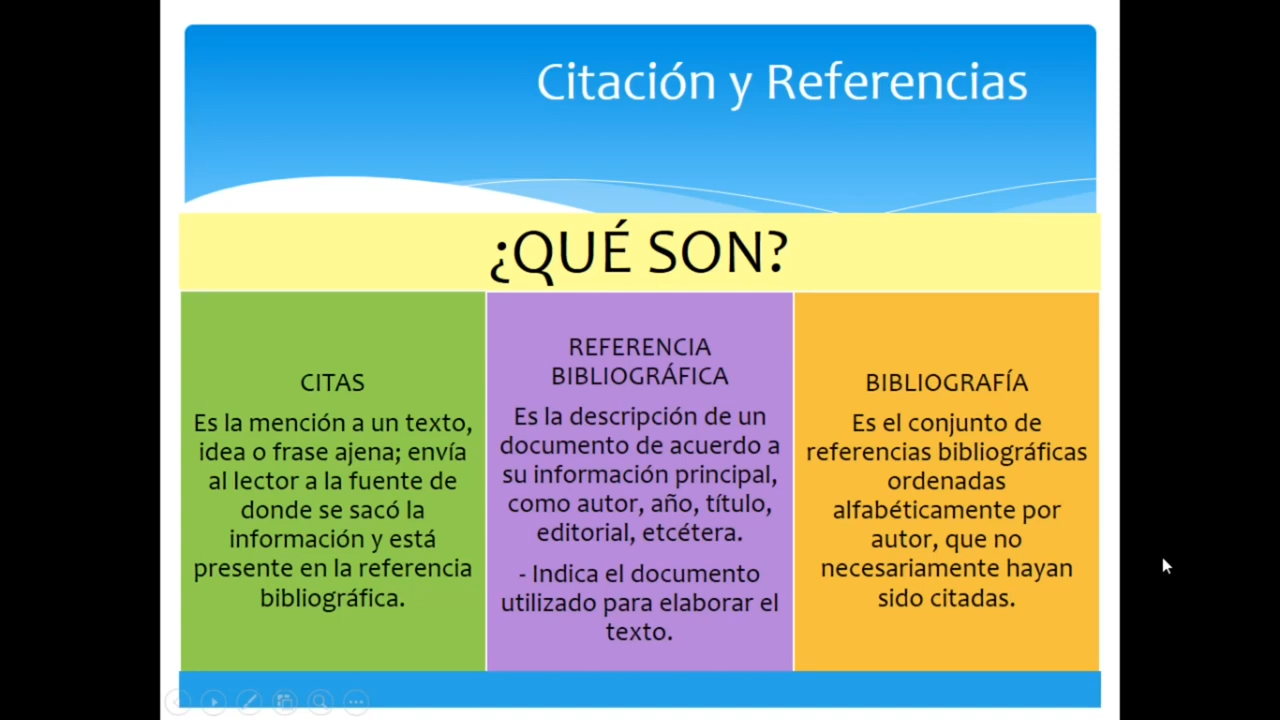 Citación y Referencias
¿QUÉ SON?
CITAS
Es la mención a un texto,
idea o frase ajena; envía
al lector a la fuente de
donde se sacó la
información y está
presente en la referencia
bibliográfica.
REFERENCIA
BIBLIOGRÁFICA
Es la descripción de un
documento de acuerdo a
su información principal,
como autor, año, título,
editorial, etcétera.
- Indica el documento
utilizado para elaborar el
texto.
BIBLIOGRAFÍA
Es el conjunto de
referencias bibliográficas
ordenadas
alfabéticamente por
autor, que no
necesariamente hayan
sido citadas.